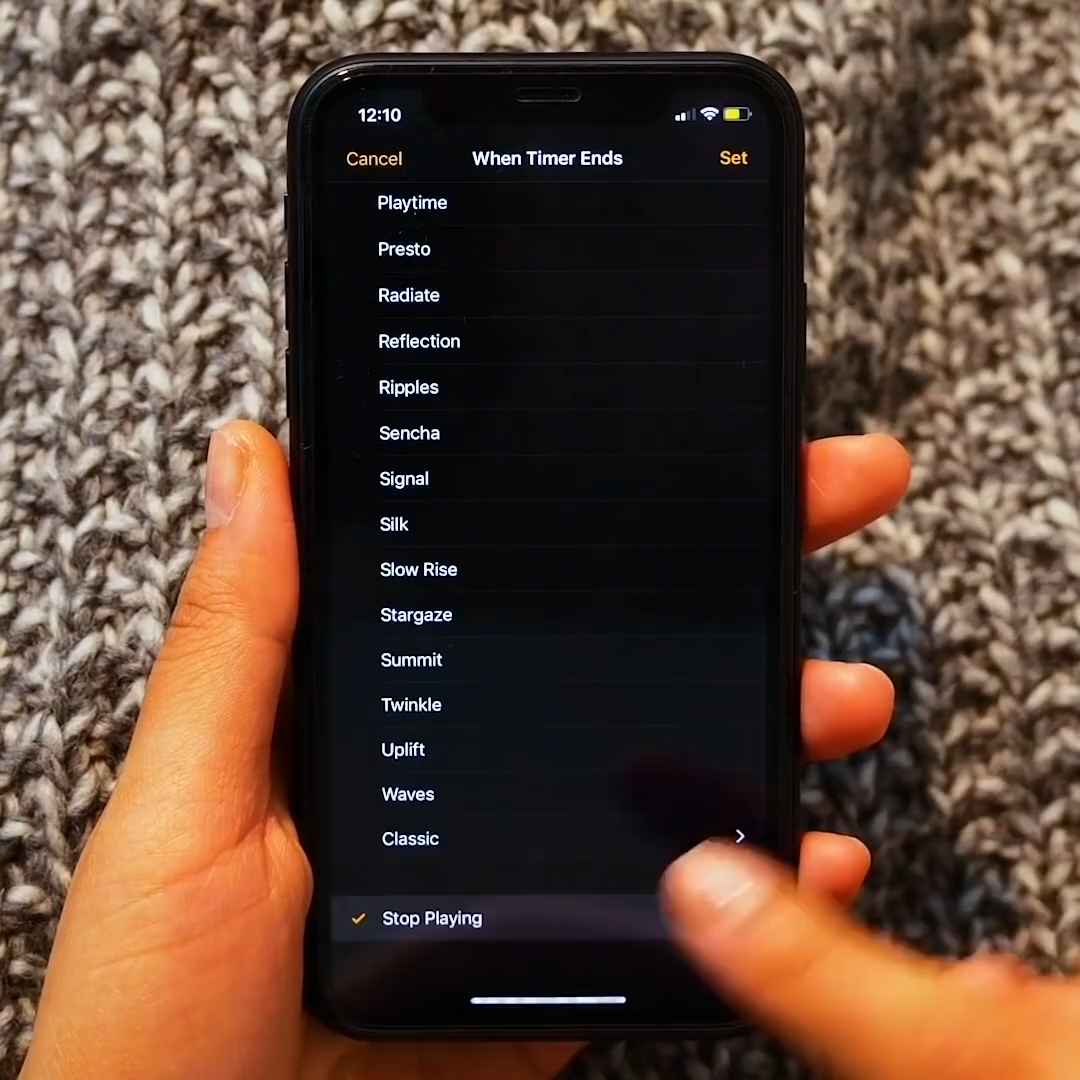 12:10
Cancel When Timer Ends Set
Playtime
Presto
Radiate
Reflection
Ripples
Sencha
Signal
Silk
Slow Rise
Stargaze
Summit
Twinkle
Uplift
Waves
Classic
Stop Playing